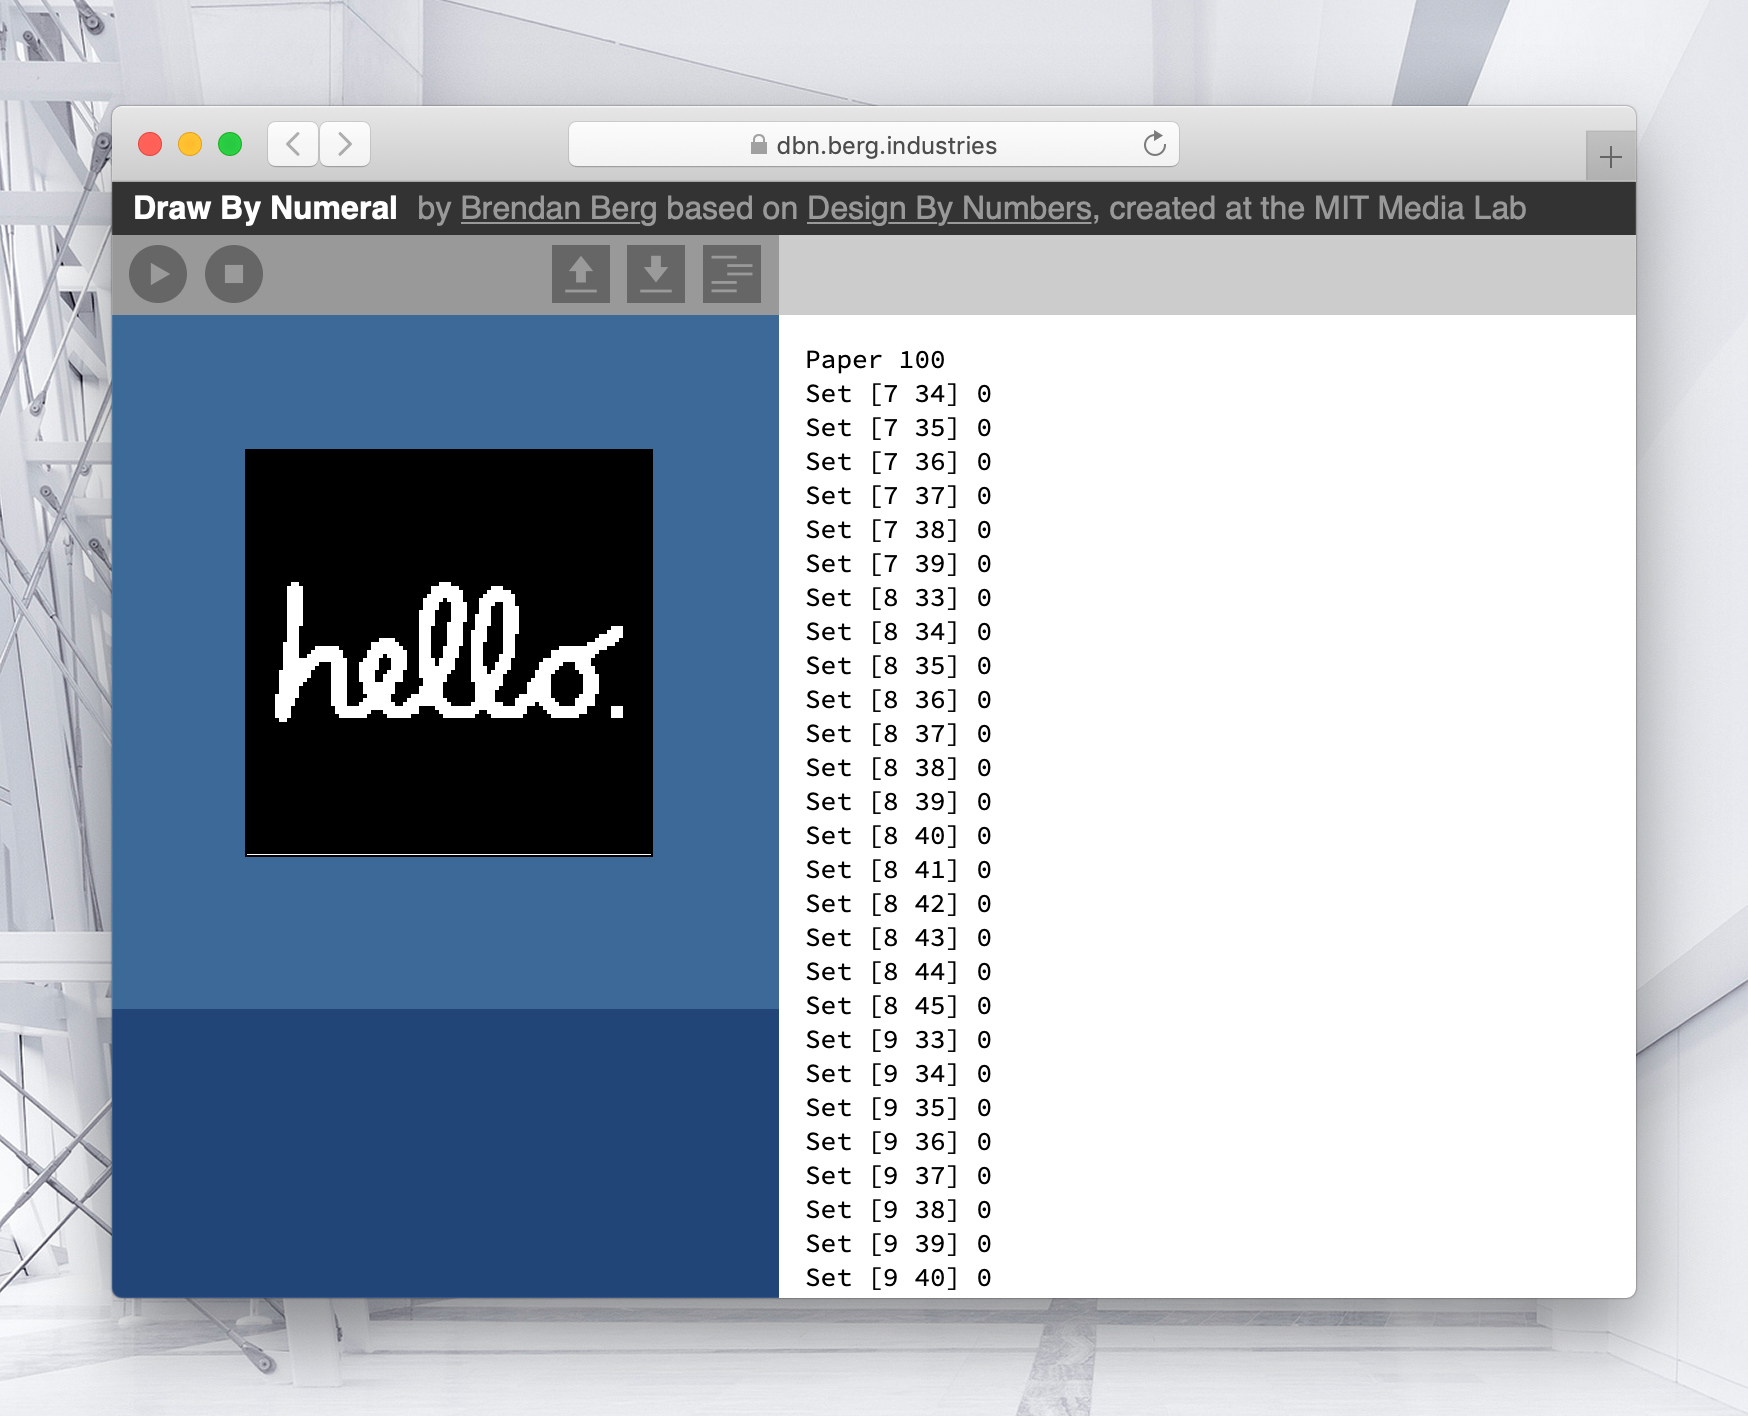 dbn.berg.industries
Draw By Numeral by Brendan Berg based on Design By Numbers, created at the MIT Media Lab
hello.
Paper 100
Set [7 34] 0
Set [7 35] 0
Set [7 36] 0
Set [7 37] 0
Set [7 38] 0
Set [7 39] 0
Set [8 33] 0
Set [8 34] 0
Set [8 35] 0
Set [8 36] 0
Set [8 37] 0
Set [8 38] 0
Set [8 39] 0
Set [8 40] 0
Set [8 41] 0
Set [8 42] 0
Set [8 43] 0
Set [8 44] 0
Set [8 45] 0
Set [9 33] 0
Set [9 34] 0
Set [9 35] 0
Set [9 36] 0
Set [9 37] 0
Set [9 38] 0
Set [9 39] 0
Set [9 40] 0